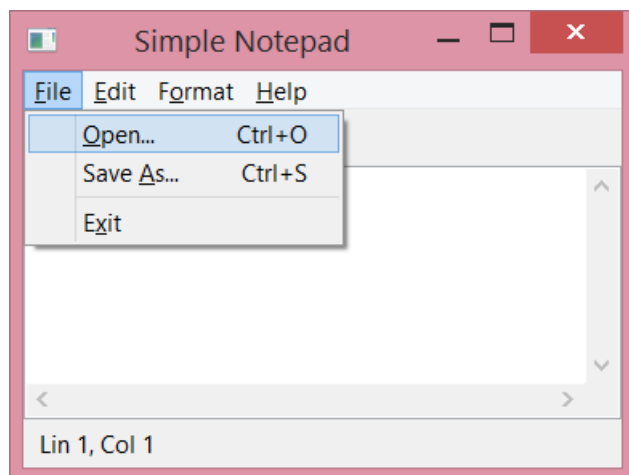 Simple Notepad
File Edit Format Help
Open... Ctrl+O
Save As... Ctrl+S
Exit
Lin 1, Col 1